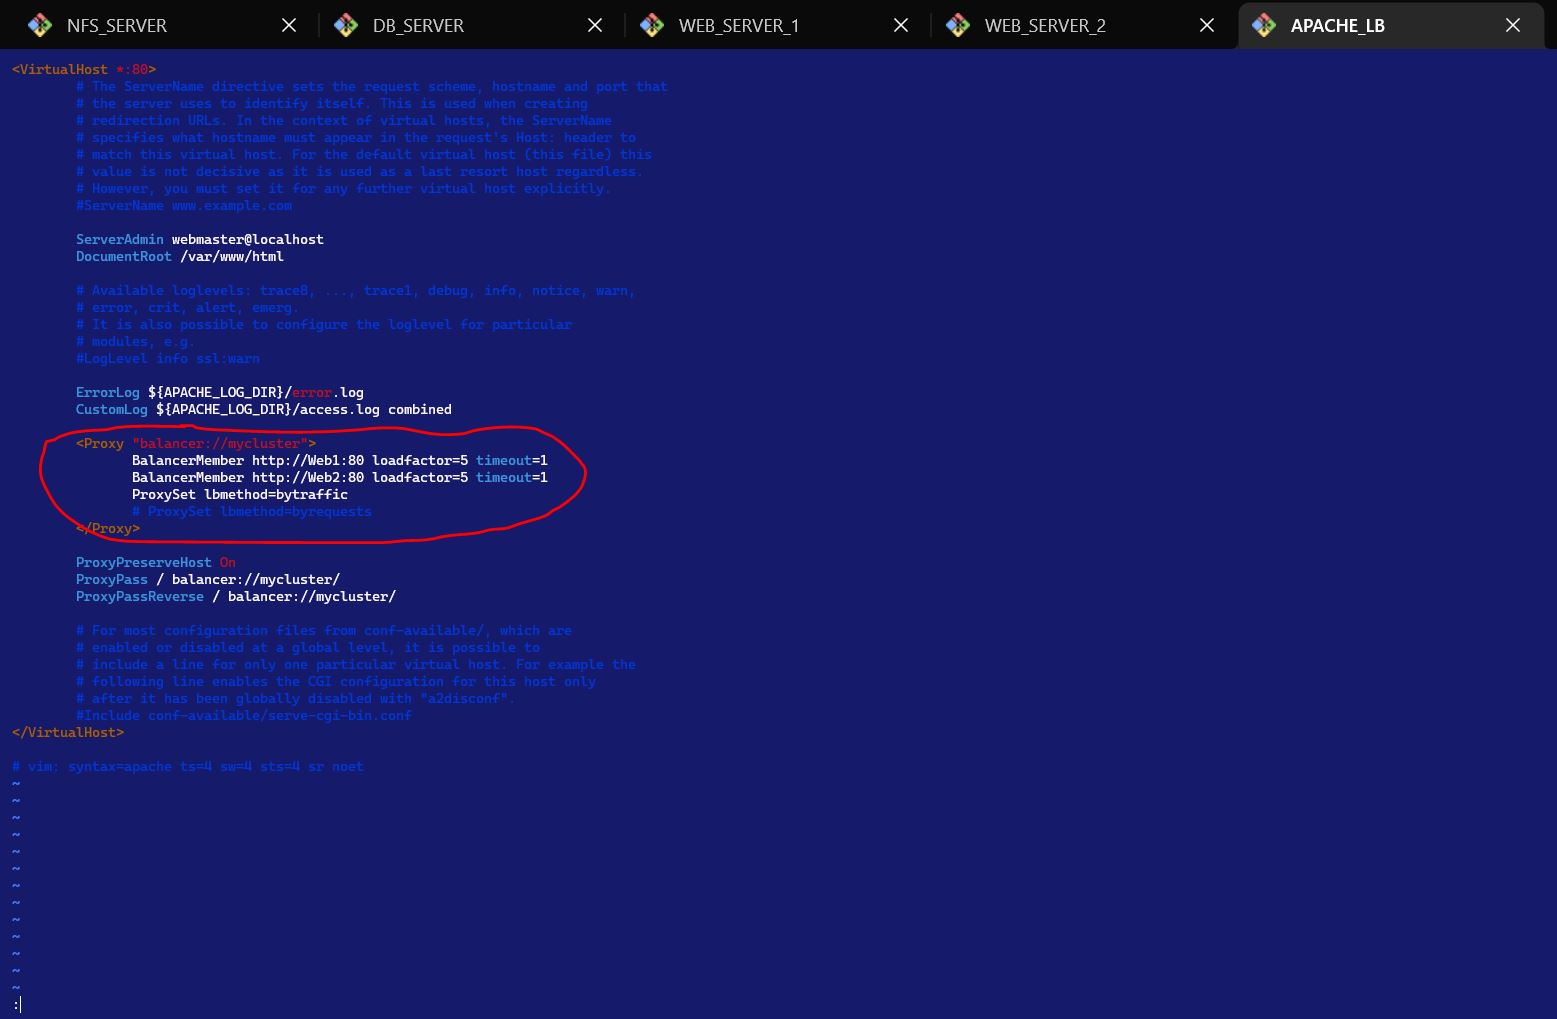 NFS_SERVER
DB_SERVER
WEB_SERVER_1
WEB_SERVER_2
APACHE_LB
<VirtualHost *:80>
# The ServerName directive sets the request scheme, hostname and port that
# the server uses to identify itself. This is used when creating
# redirection URLs. In the context of virtual hosts, the ServerName
# specifies what hostname must appear in the request's Host: header to
# match this virtual host. For the default virtual host (this file) this
# value is not decisive as it is used as a last resort host regardless.
# However, you must set it for any further virtual host explicitly.
#ServerName www.example.com
ServerAdmin webmaster@localhost
DocumentRoot /var/www/html
# Available loglevels: trace8, ..., trace1, debug, info, notice, warn,
# error, crit, alert, emerg.
# It is also possible to configure the loglevel for particular
# modules, e.g.
#LogLevel info ssl:warn
ErrorLog ${APACHE_LOG_DIR}/error.log
CustomLog ${APACHE_LOG_DIR}/access.log combined
<Proxy "balancer://mycluster">
BalancerMember http://Web1:80 loadfactor=5 timeout=1
BalancerMember http://Web2:80 loadfactor=5 timeout=1
ProxySet lbmethod=bytraffic
# ProxySet lbmethod=byrequests
</Proxy>
ProxyPreserveHost On
ProxyPass / balancer://mycluster/
ProxyPassReverse / balancer://mycluster/
# For most configuration files from conf-available/, which are
# enabled or disabled at a global level, it is possible to
# include a line for only one particular virtual host. For example the
# following line enables the CGI configuration for this host only
# after it has been globally disabled with "a2disconf".
#Include conf-available/serve-cgi-bin.conf
</VirtualHost>
# vim: syntax=apache ts=4 sw=4 sts=4 sr noet
~
~
~
~
~
~
~
~
~
~
~
~
~
: